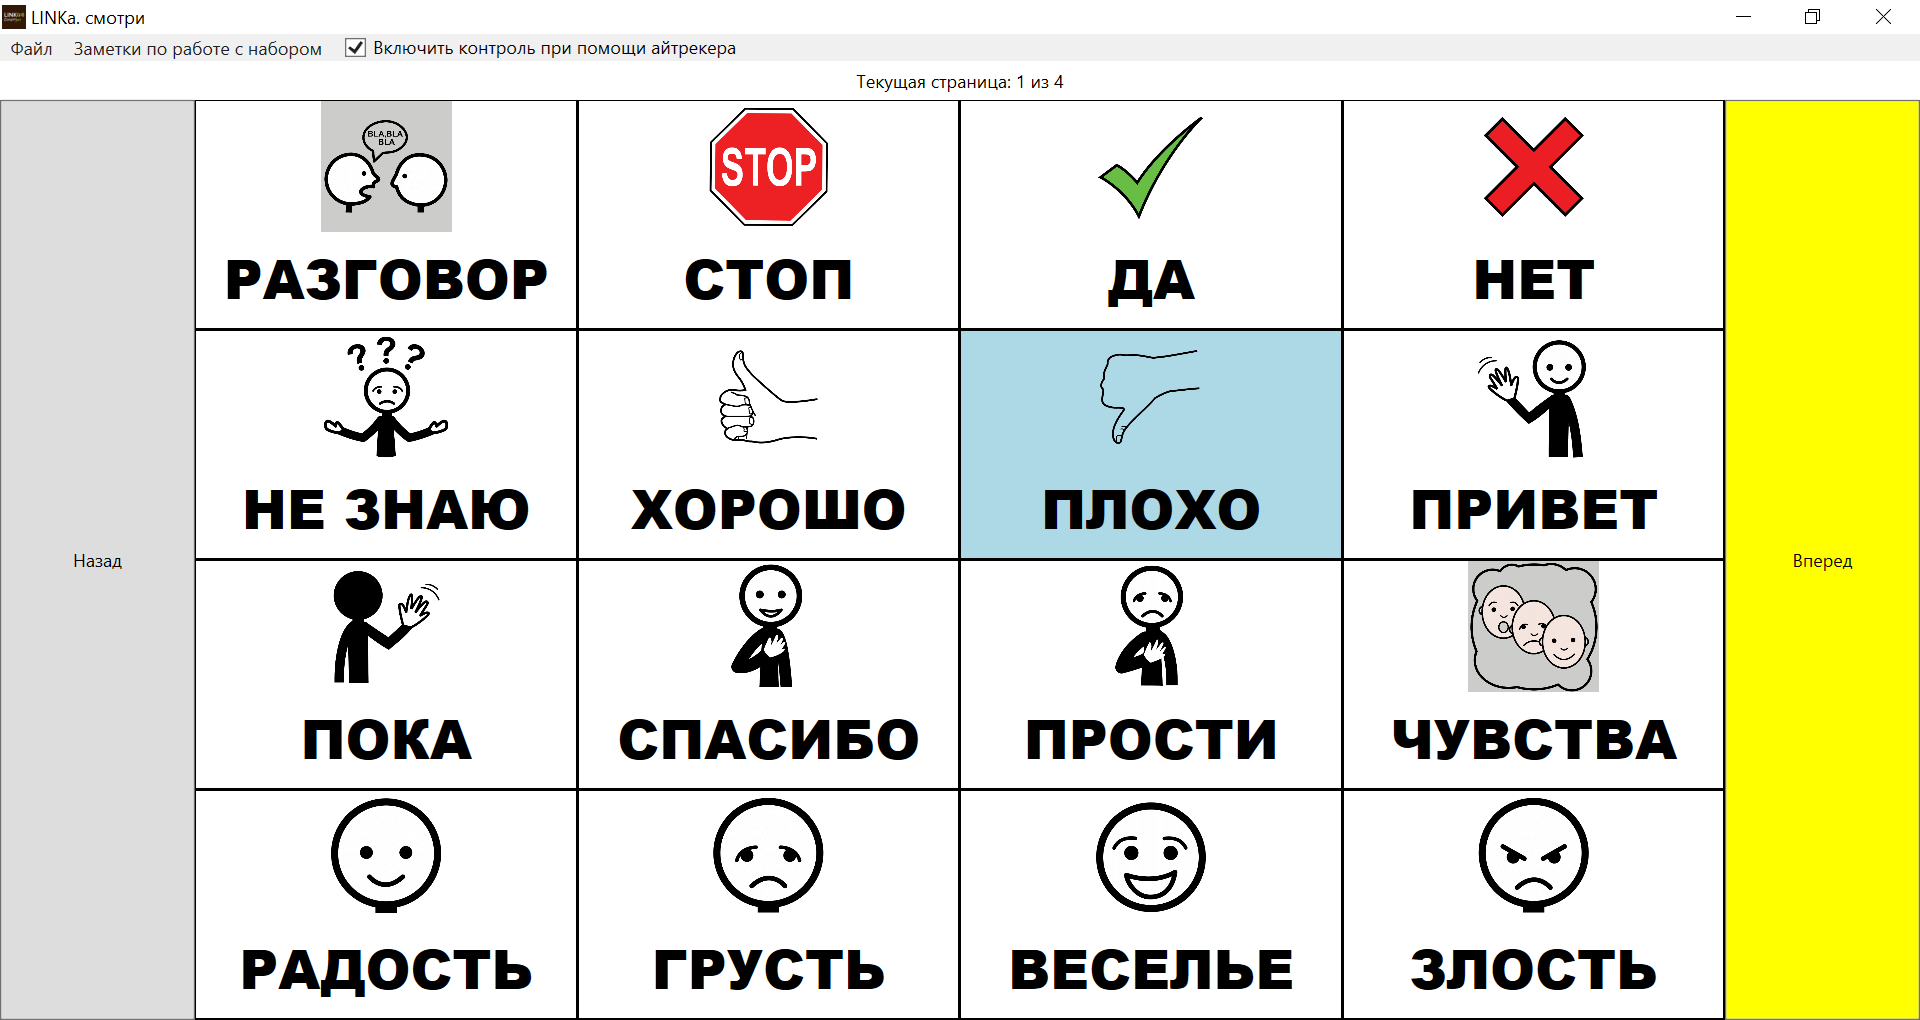 LINKa. смотри
Файл Заметки по работе с набором Включить контроль при помощи айтрекера
Текущая страница: 1 из 4
BLA,BLA
BLA
STOP
РАЗГОВОР СТОП ДА НЕТ
? ? ?
НЕ ЗНАЮ ХОРОШО ПЛОХО ПРИВЕТ
Назад
Вперед
ПОКА СПАСИБО ПРОСТИ ЧУВСТВА
РАДОСТЬ ГРУСТЬ ВЕСЕЛЬЕ ЗЛОСТЬ